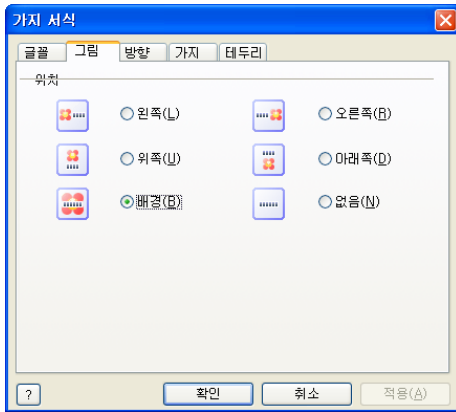 가지 서식
글꼴 그림 방향 가지 테두리
위치
왼쪽(L) 오른쪽(R)
위쪽(U) 아래쪽(D)
배경(B) 없음(N)
? 확인 취소 적용(A)